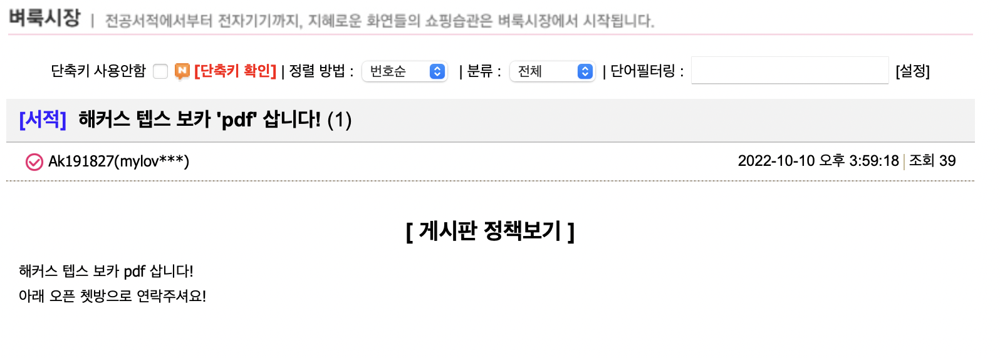 벼룩시장 | 전공서적에서부터 전자기기까지, 지혜로운 화연들의 쇼핑습관은 벼룩시장에서 시작됩니다.
단축키 사용안함 N [단축키 확인] | 정렬 방법 : 번호순 | 분류 : 전체 | 단어필터링 : [설정]
[서적] 해커스 텝스 보카 'pdf' 삽니다! (1)
Ak191827(mylov***) 2022-10-10 오후 3:59:18 조회 39
[ 게시판 정책보기 ]
해커스 텝스 보카 pdf 삽니다!
아래 오픈 쳇방으로 연락주셔요!